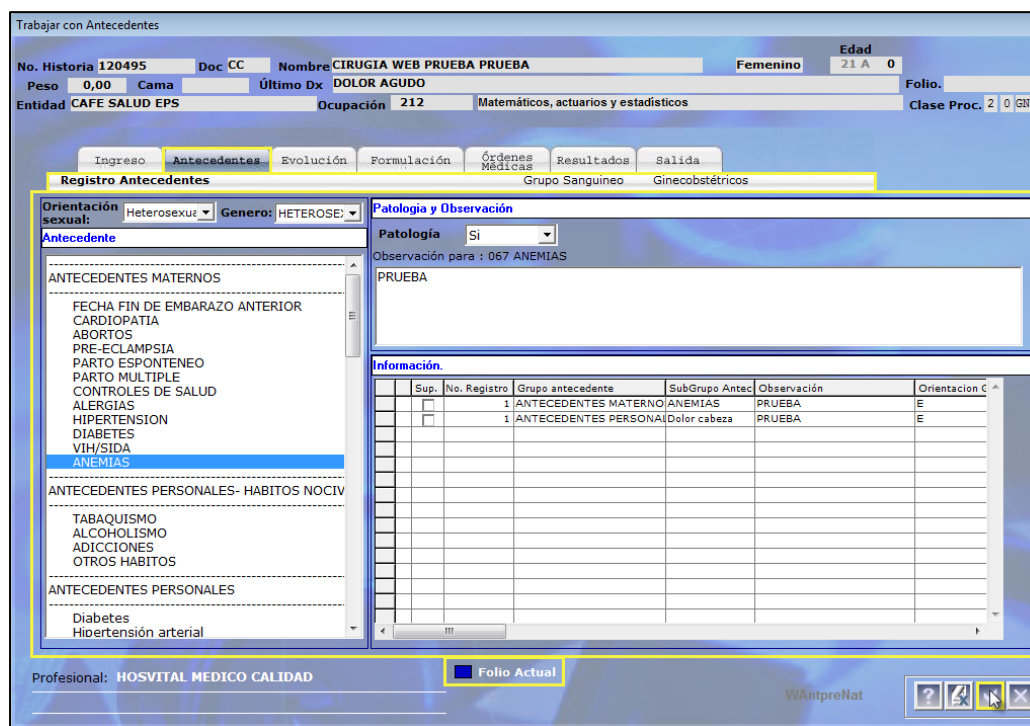 Trabajar con Antecedentes
Edad
No. Historia 120495 Doc CC Nombre CIRUGIA WEB PRUEBA PRUEBA Femenino 21 A 0
Peso 0,00 Cama Último Dx DOLOR AGUDO Folio.
Entidad CAFE SALUD EPS Ocupación 212 Matemáticos, actuarios y estadísticos Clase Proc. 2 0 GN
Ingreso Antecedentes Evolución Formulación Órdenes Médicas Resultados Salida
Registro Antecedentes Grupo Sanguineo Ginecobstétricos
Orientación sexual: Heterosexua Genero: HETEROSE
Antecedente
ANTECEDENTES MATERNOS
FECHA FIN DE EMBARAZO ANTERIOR
CARDIOPATIA
ABORTOS
PRE-ECLAMPSIA
PARTO ESPONTENEO
PARTO MULTIPLE
CONTROLES DE SALUD
ALERGIAS
HIPERTENSION
DIABETES
VIH/SIDA
ANEMIAS
ANTECEDENTES PERSONALES- HABITOS NOCIV
TABAQUISMO
ALCOHOLISMO
ADICCIONES
OTROS HABITOS
ANTECEDENTES PERSONALES
Diabetes
Hipertensión arterial
Patologia y Observación
Patología Si
Observación para : 067 ANEMIAS
PRUEBA
Información.
Sup. No. Registro Grupo antecedente SubGrupo Antec Observación Orientacion G
1 ANTECEDENTES MATERNO ANEMIAS PRUEBA E
1 ANTECEDENTES PERSONAL Dolor cabeza PRUEBA E
Folio Actual
Profesional: HOSVITAL MEDICO CALIDAD
WAntpreNat